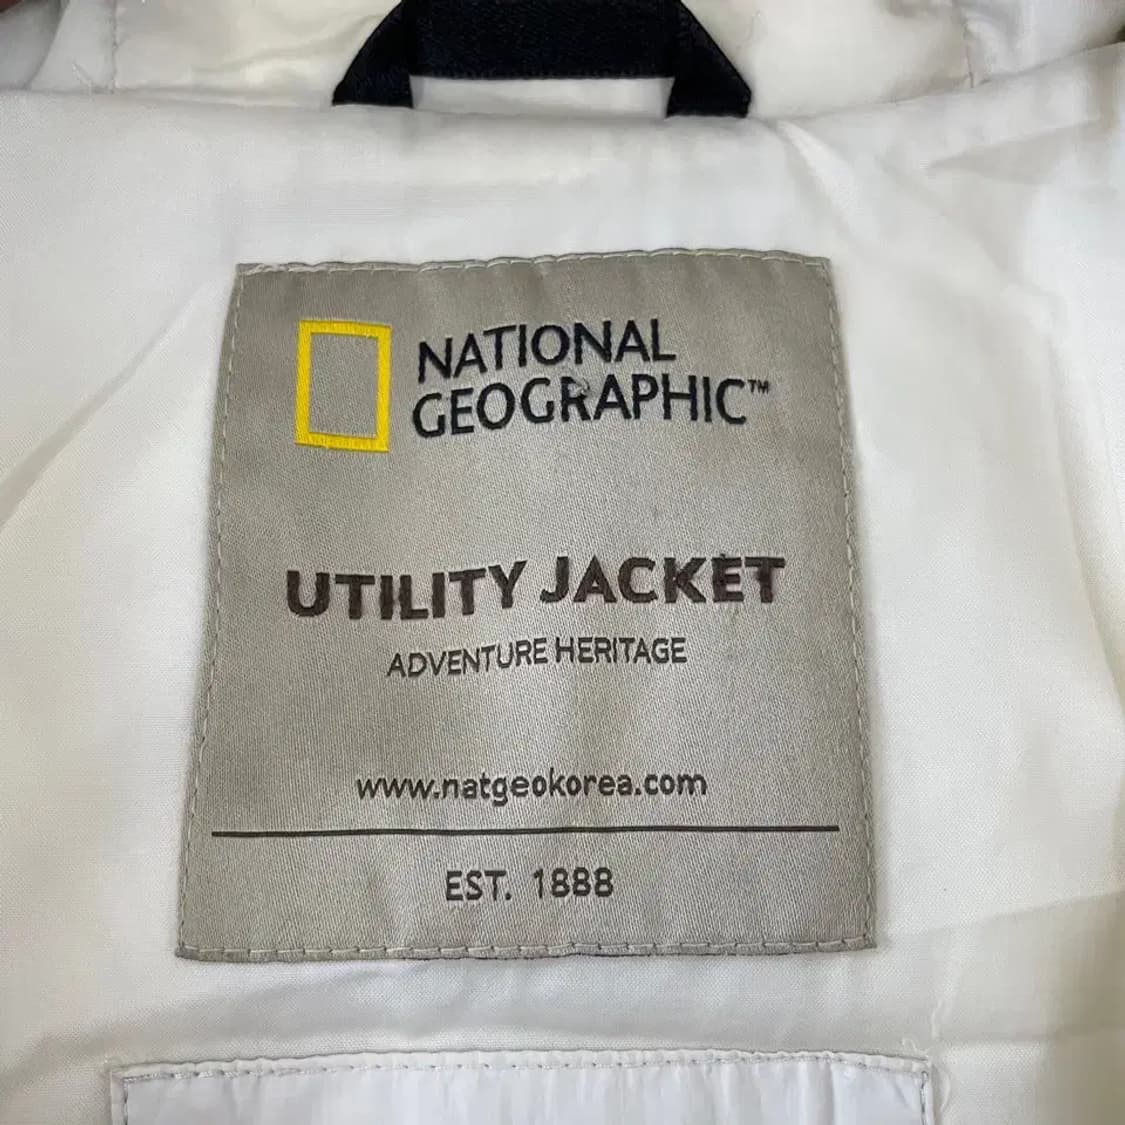 NATIONAL
GEOGRAPHIC™
UTILITY JACKET
ADVENTURE HERITAGE
www.natgeokorea.com
EST. 1888